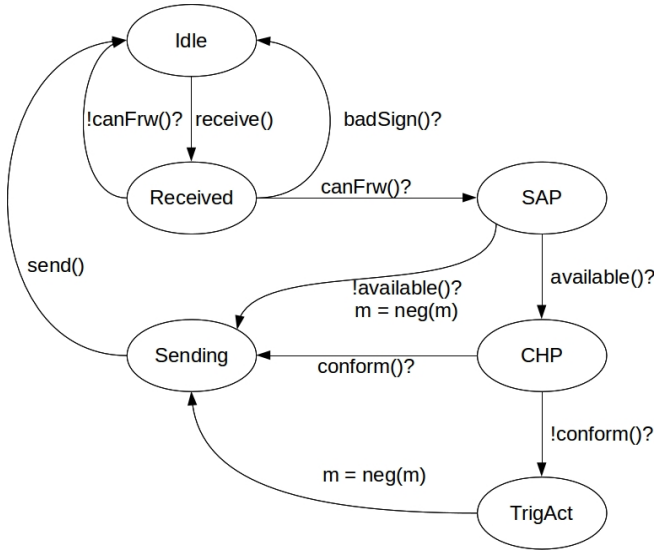 Idle
!canFrw()?
receive()
badSign()?
Received
canFrw()?
SAP
send()
!available()?
m = neg(m)
available()?
Sending
conform()?
CHP
!conform()?
m = neg(m)
TrigAct